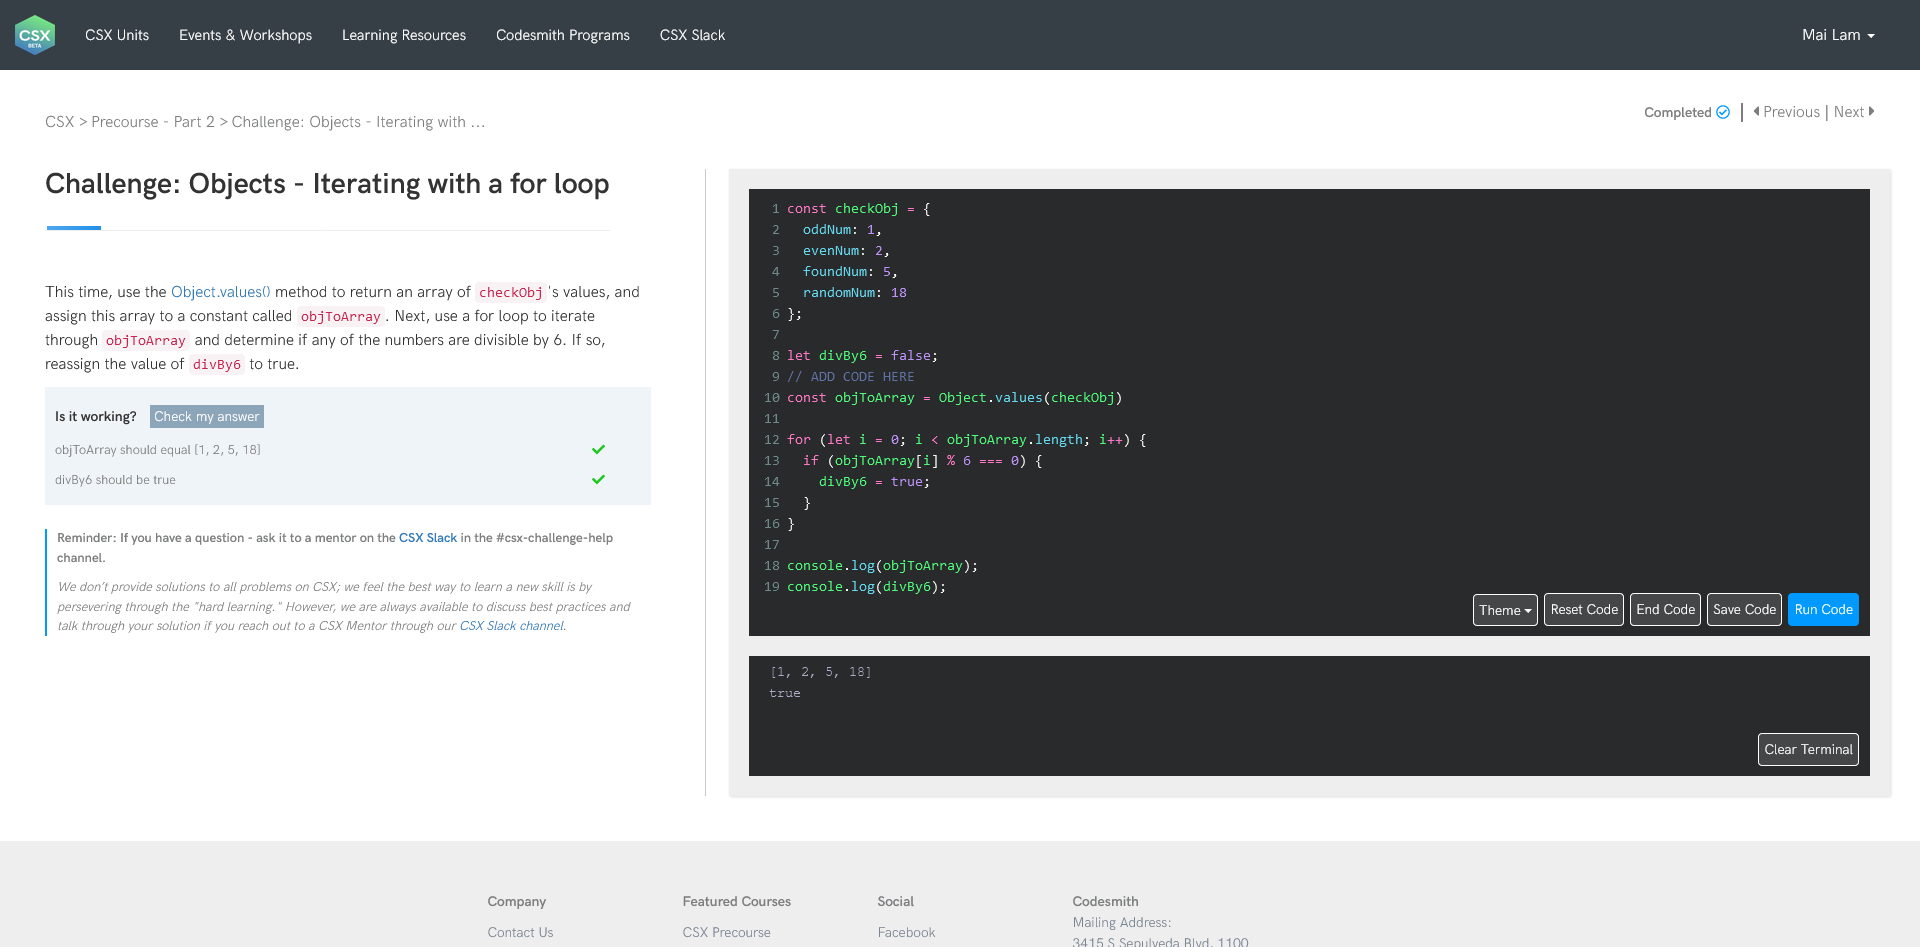 CSX
BETA
CSX Units
Events & Workshops
Learning Resources
Codesmith Programs
CSX Slack
Mai Lam
CSX > Precourse - Part 2 > Challenge: Objects - Iterating with ...
Completed | Previous | Next
Challenge: Objects - Iterating with a for loop
This time, use the Object.values() method to return an array of checkObj 's values, and
assign this array to a constant called objToArray . Next, use a for loop to iterate
through objToArray and determine if any of the numbers are divisible by 6. If so,
reassign the value of divBy6 to true.
Is it working? Check my answer
objToArray should equal [1, 2, 5, 18]
divBy6 should be true
Reminder: If you have a question - ask it to a mentor on the CSX Slack in the #csx-challenge-help
channel.
We don't provide solutions to all problems on CSX; we feel the best way to learn a new skill is by
persevering through the "hard learning." However, we are always available to discuss best practices and
talk through your solution if you reach out to a CSX Mentor through our CSX Slack channel.
1 const checkObj = {
2   oddNum: 1,
3   evenNum: 2,
4   foundNum: 5,
5   randomNum: 18
6 };
7
8 let divBy6 = false;
9 // ADD CODE HERE
10 const objToArray = Object.values(checkObj)
11
12 for (let i = 0; i < objToArray.length; i++) {
13   if (objToArray[i] % 6 === 0) {
14     divBy6 = true;
15   }
16 }
17
18 console.log(objToArray);
19 console.log(divBy6);
Theme
Reset Code
End Code
Save Code
Run Code
[1, 2, 5, 18]
true
Clear Terminal
Company
Contact Us
Featured Courses
CSX Precourse
Social
Facebook
Codesmith
Mailing Address:
3415 S Sepulveda Blvd, 1100